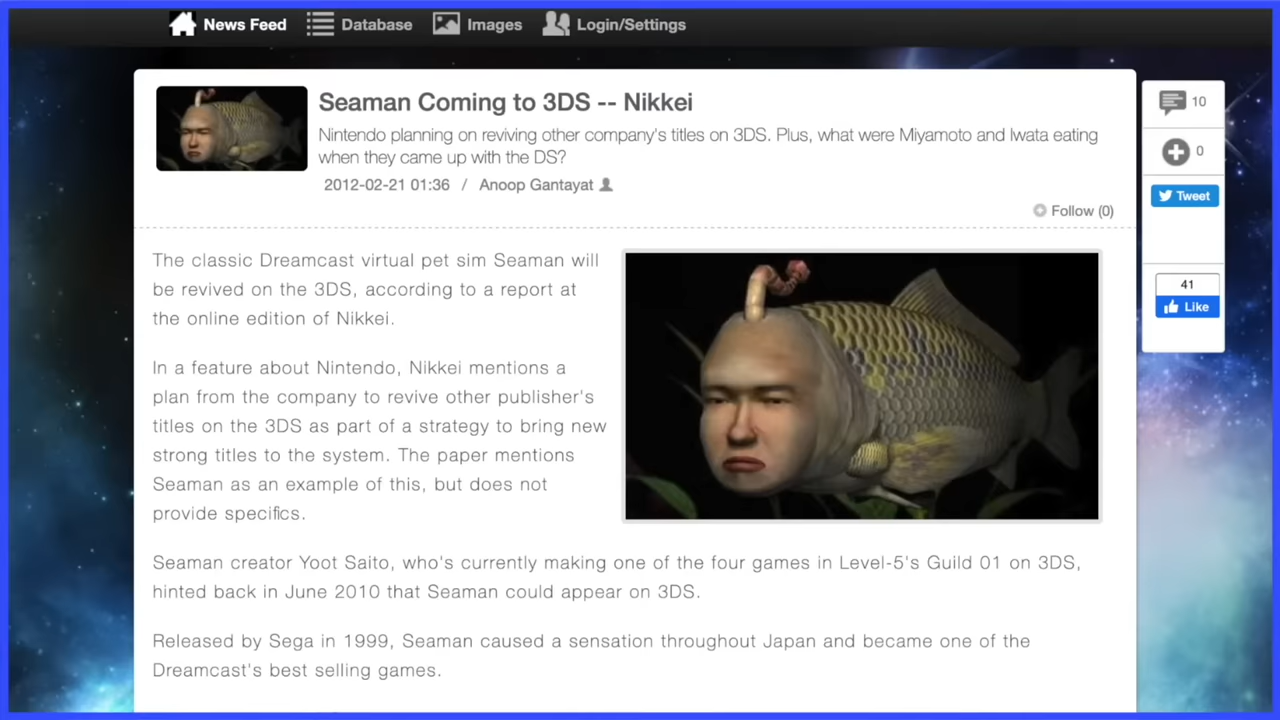 News Feed
Database
Images
Login/Settings
Seaman Coming to 3DS -- Nikkei
Nintendo planning on reviving other company's titles on 3DS. Plus, what were Miyamoto and Iwata eating
when they came up with the DS?
2012-02-21 01:36 / Anoop Gantayat
Follow (0)
10
0
Tweet
41
Like
The classic Dreamcast virtual pet sim Seaman will
be revived on the 3DS, according to a report at
the online edition of Nikkei.
In a feature about Nintendo, Nikkei mentions a
plan from the company to revive other publisher's
titles on the 3DS as part of a strategy to bring new
strong titles to the system. The paper mentions
Seaman as an example of this, but does not
provide specifics.
Seaman creator Yoot Saito, who's currently making one of the four games in Level-5's Guild 01 on 3DS,
hinted back in June 2010 that Seaman could appear on 3DS.
Released by Sega in 1999, Seaman caused a sensation throughout Japan and became one of the
Dreamcast's best selling games.